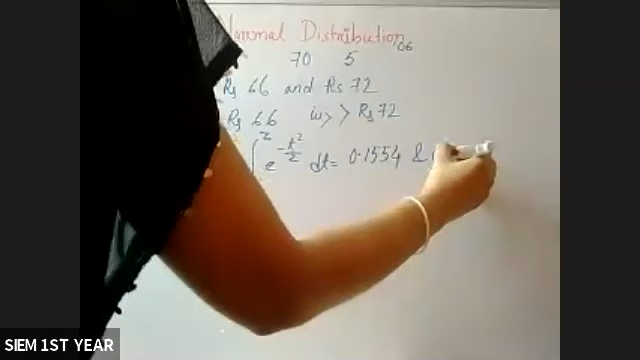 Normal Distribution 06
70 5
Rs 66 and Rs 72
Rs 66 iii> > Rs 72
∫ z e^(-t²/2) dt = 0.1554 &
SIEM 1ST YEAR